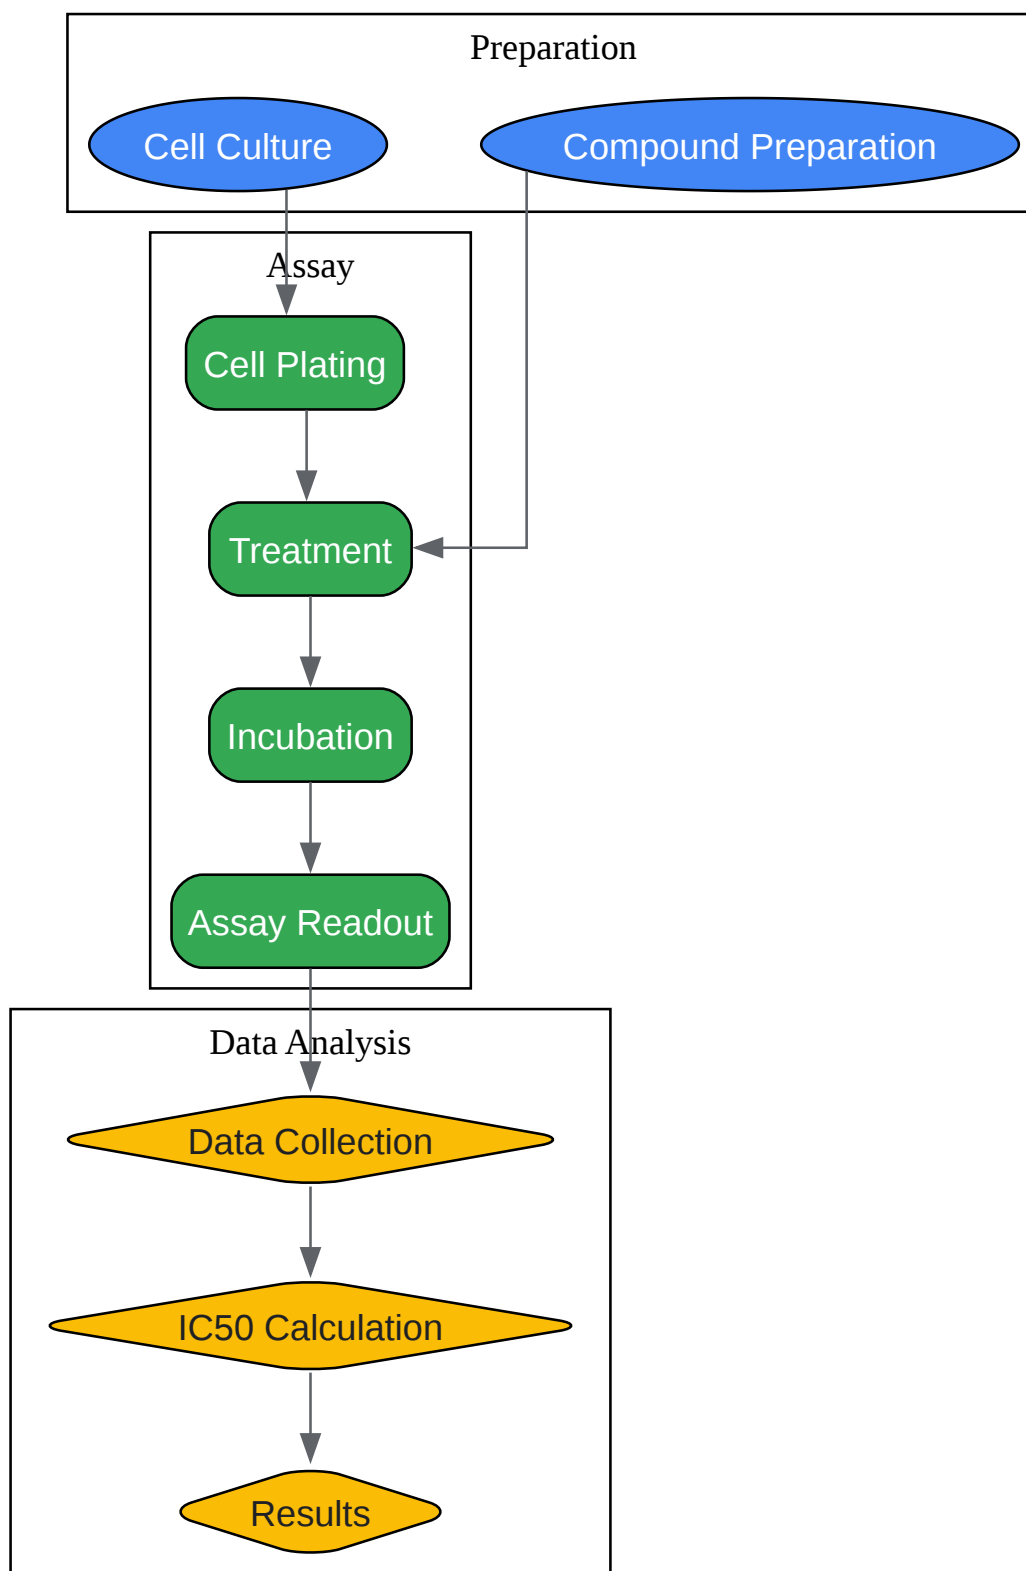 Preparation
Cell Culture
Compound Preparation
Assay
Cell Plating
Treatment
Incubation
Assay Readout
Data Analysis
Data Collection
IC50 Calculation
Results